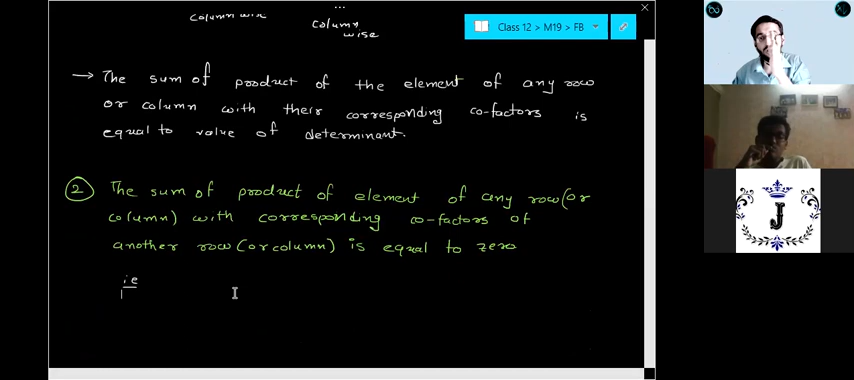 column wise
column
wise
Class 12 > M19 > FB
→ The sum of product of the element of any row
or column with their corresponding co-factors is
equal to value of determinant.
② The sum of product of element of any row (or
column) with corresponding co-factors of
another row (or column) is equal to zero
ie
J